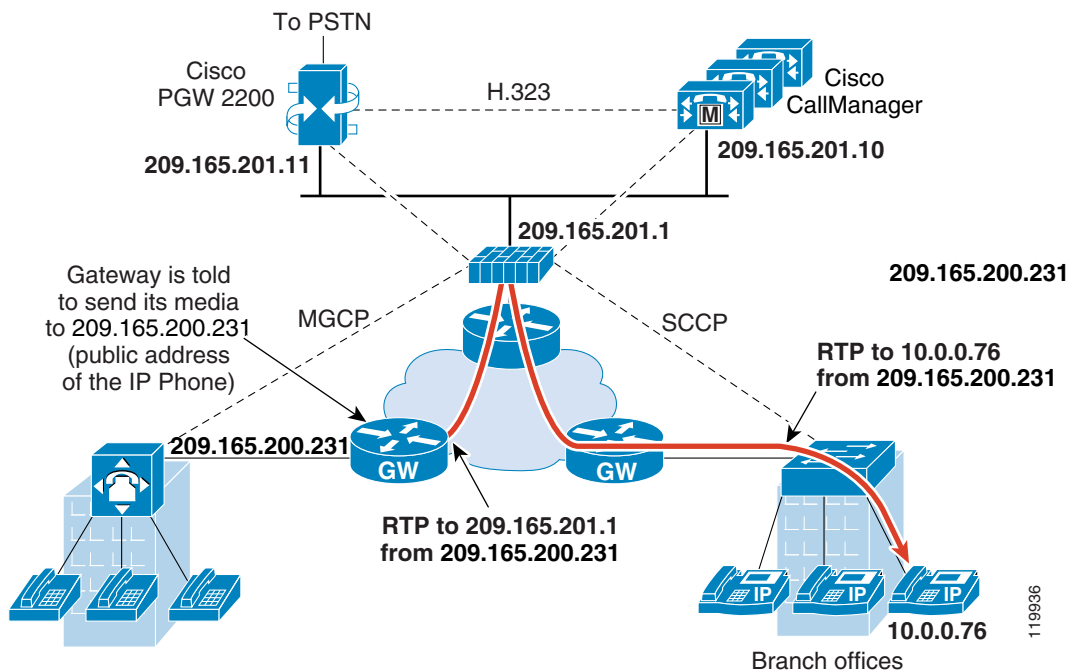 To PSTN
Cisco
PGW 2200
H.323
M
Cisco
CallManager
209.165.201.11
209.165.201.10
209.165.201.1
Gateway is told
to send its media
to 209.165.200.231
(public address
of the IP Phone)
MGCP
SCCP
209.165.200.231
RTP to 10.0.0.76
from 209.165.200.231
209.165.200.231
GW
GW
RTP to 209.165.201.1
from 209.165.200.231
IP
IP
IP
10.0.0.76
Branch offices
119936